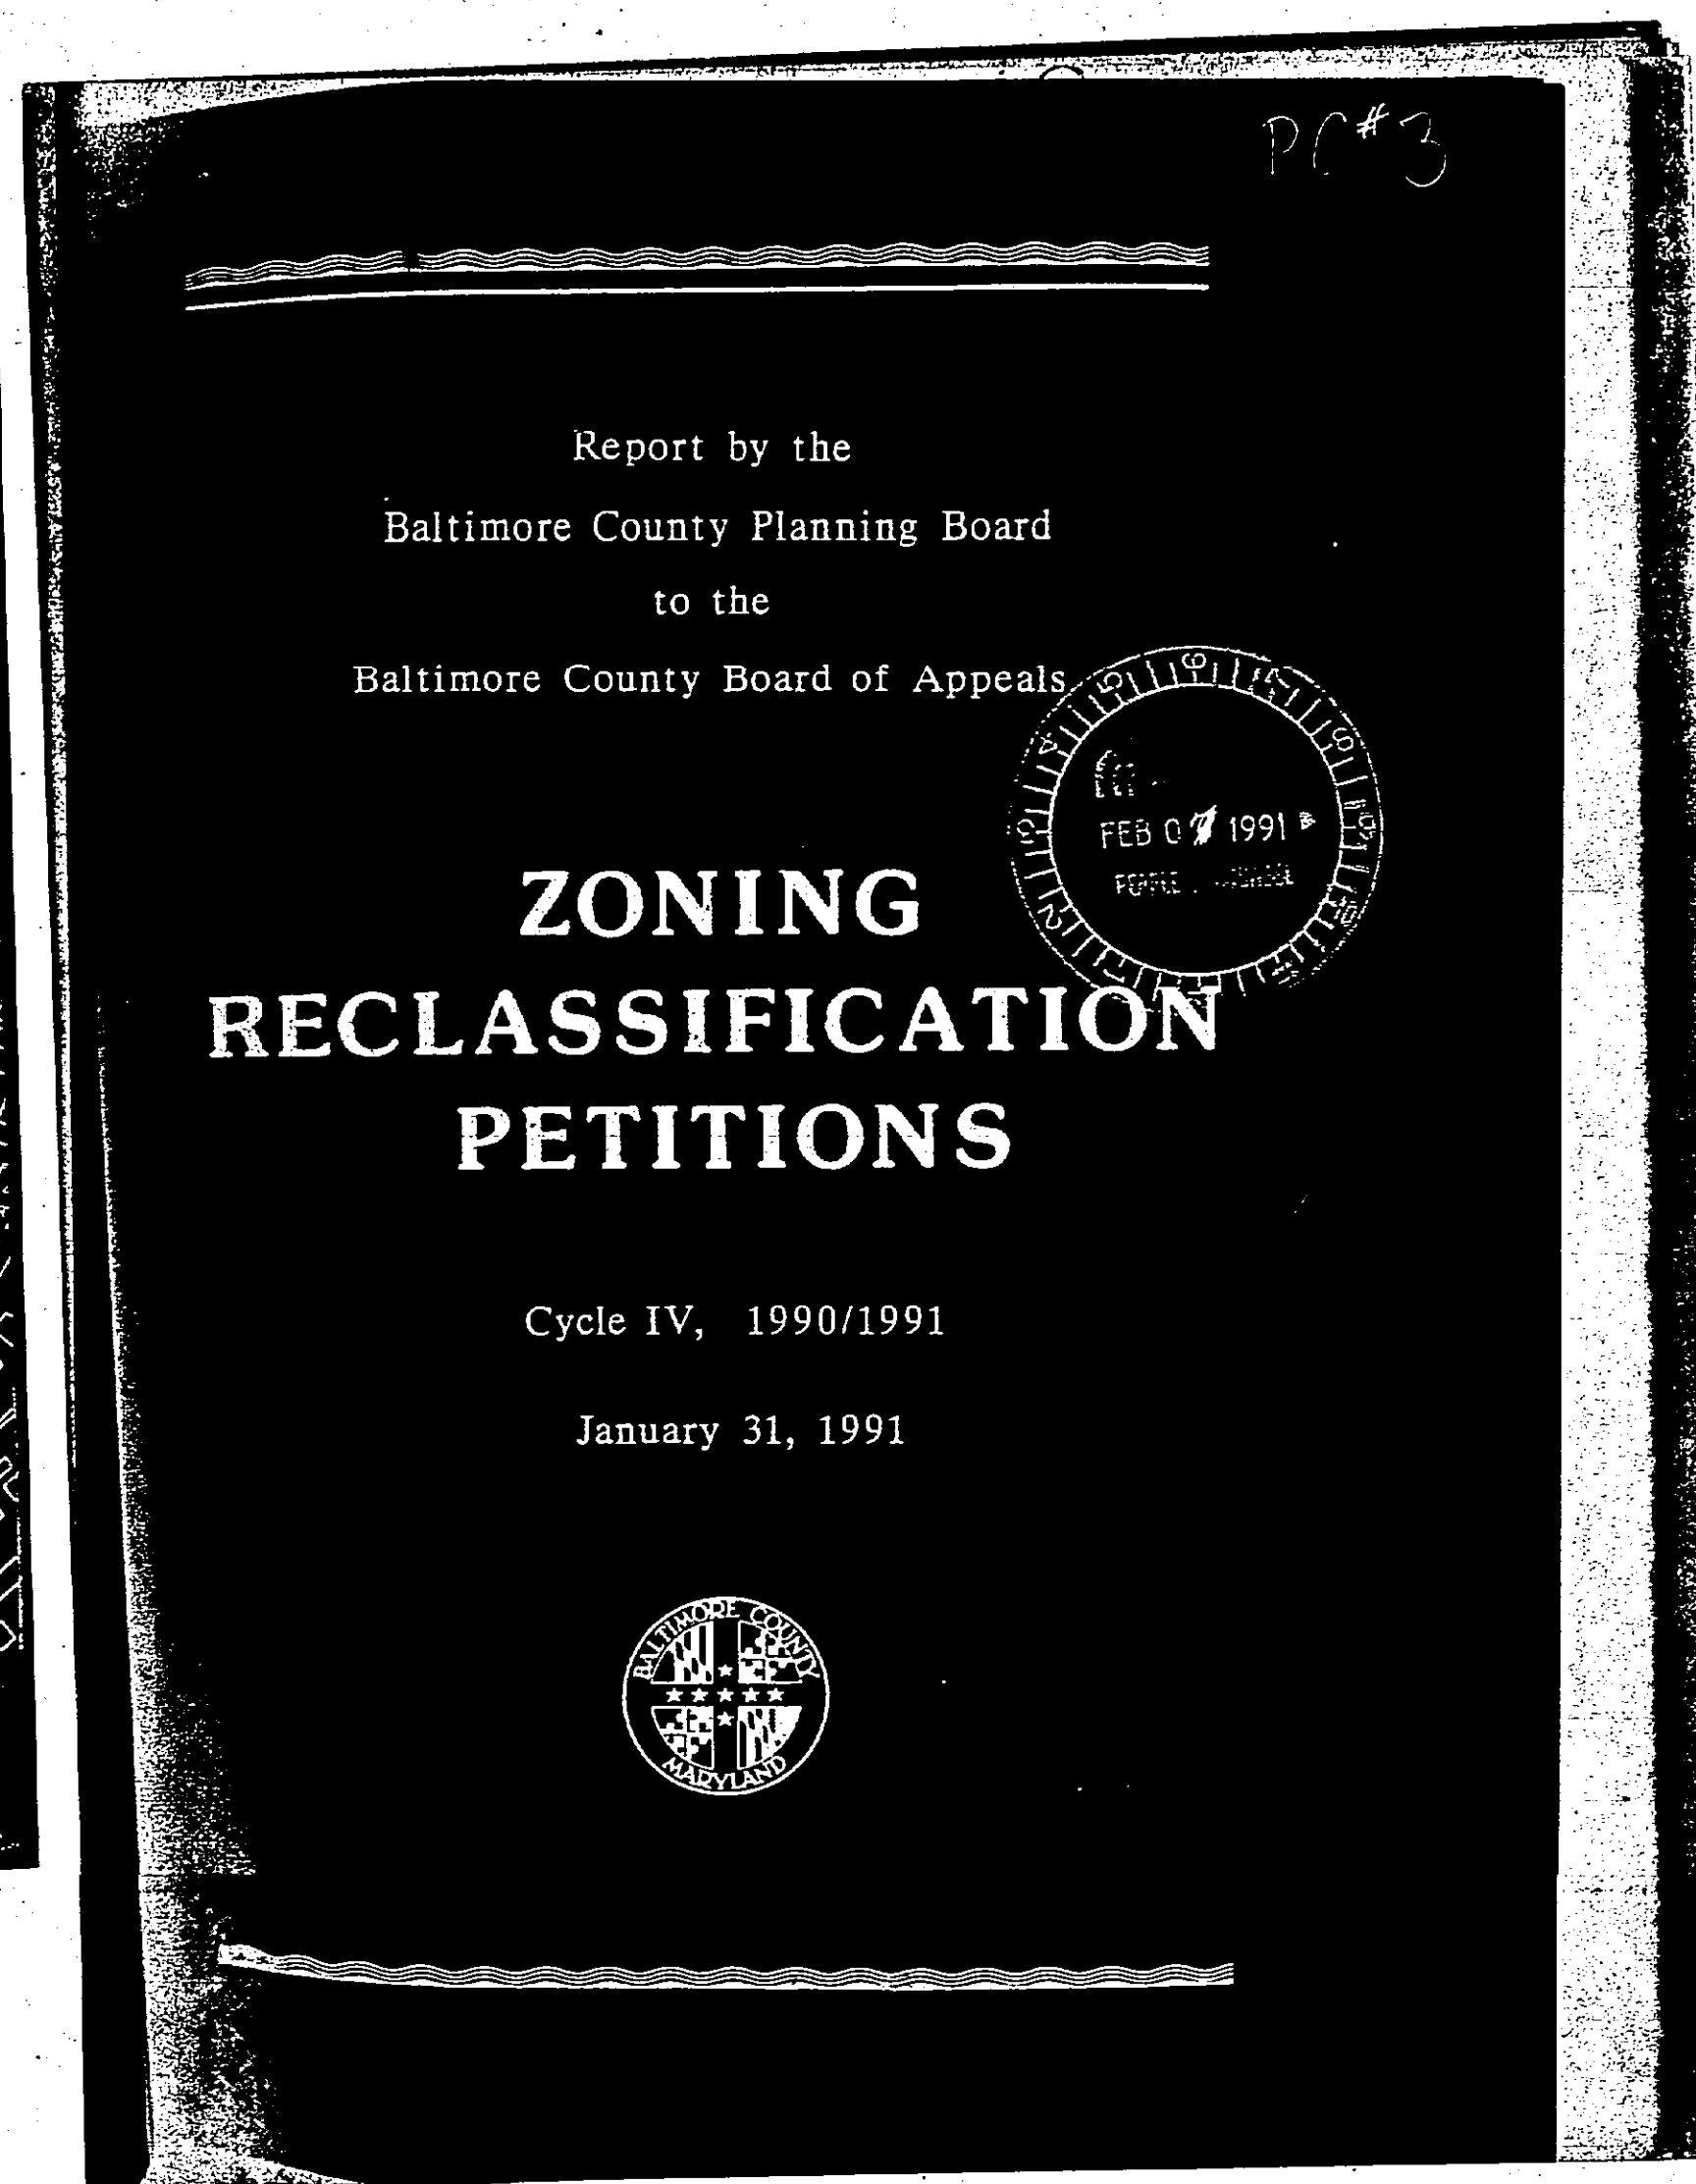 PC#3
Report by the
Baltimore County Planning Board
to the
Baltimore County Board of Appeals
FEB 0 1991
ZONING
RECLASSIFICATION
PETITIONS
Cycle IV, 1990/1991
January 31, 1991
BALTIMORE COUNTY
MARYLAND